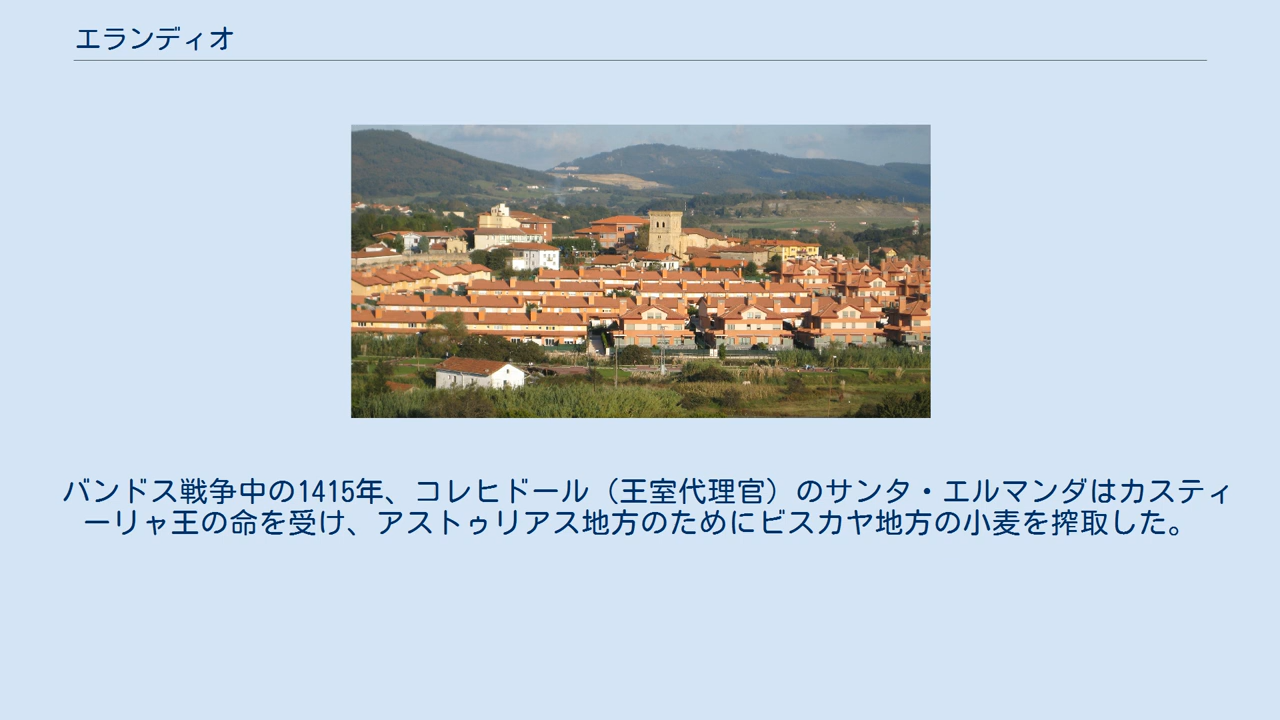 エランディオ
バンドス戦争中の1415年、コレヒドール（王室代理官）のサンタ・エルマンダはカスティ
ーリャ王の命を受け、アストゥリアス地方のためにビスカヤ地方の小麦を搾取した。